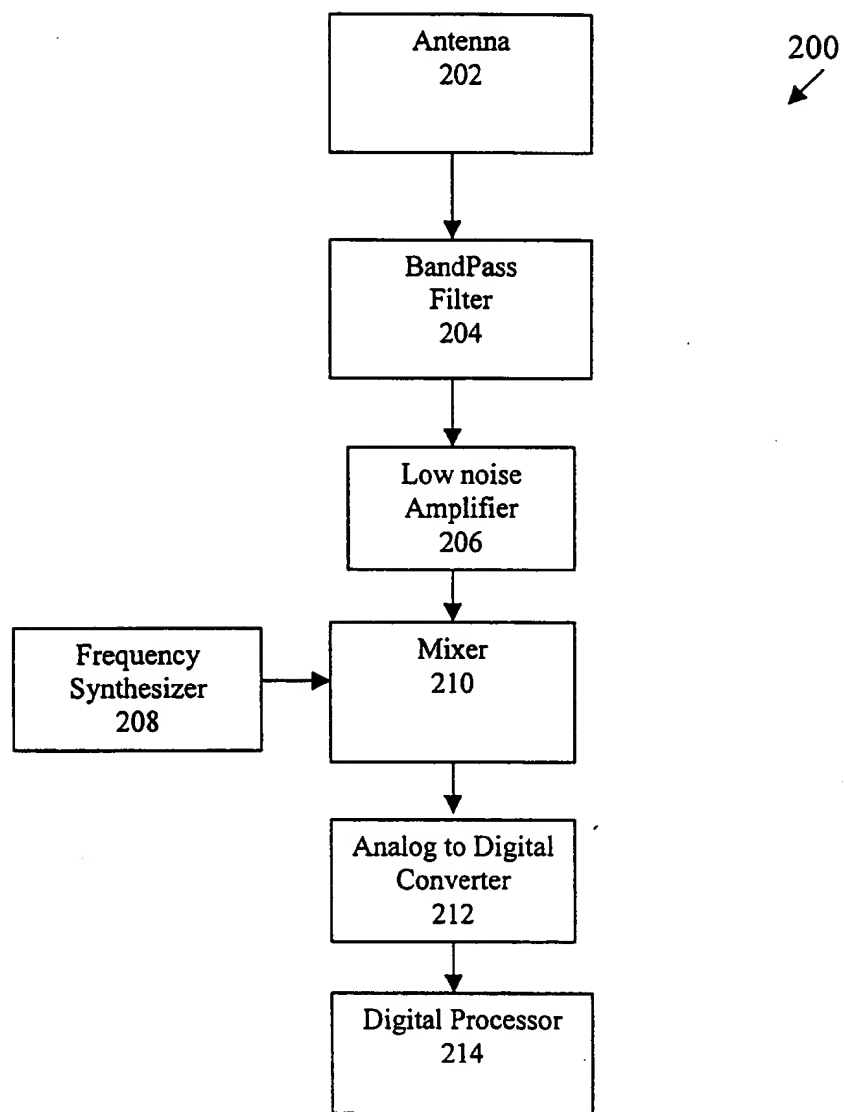 Antenna
202
200
BandPass
Filter
204
Low noise
Amplifier
206
Frequency
Synthesizer
208
Mixer
210
Analog to Digital
Converter
212
Digital Processor
214